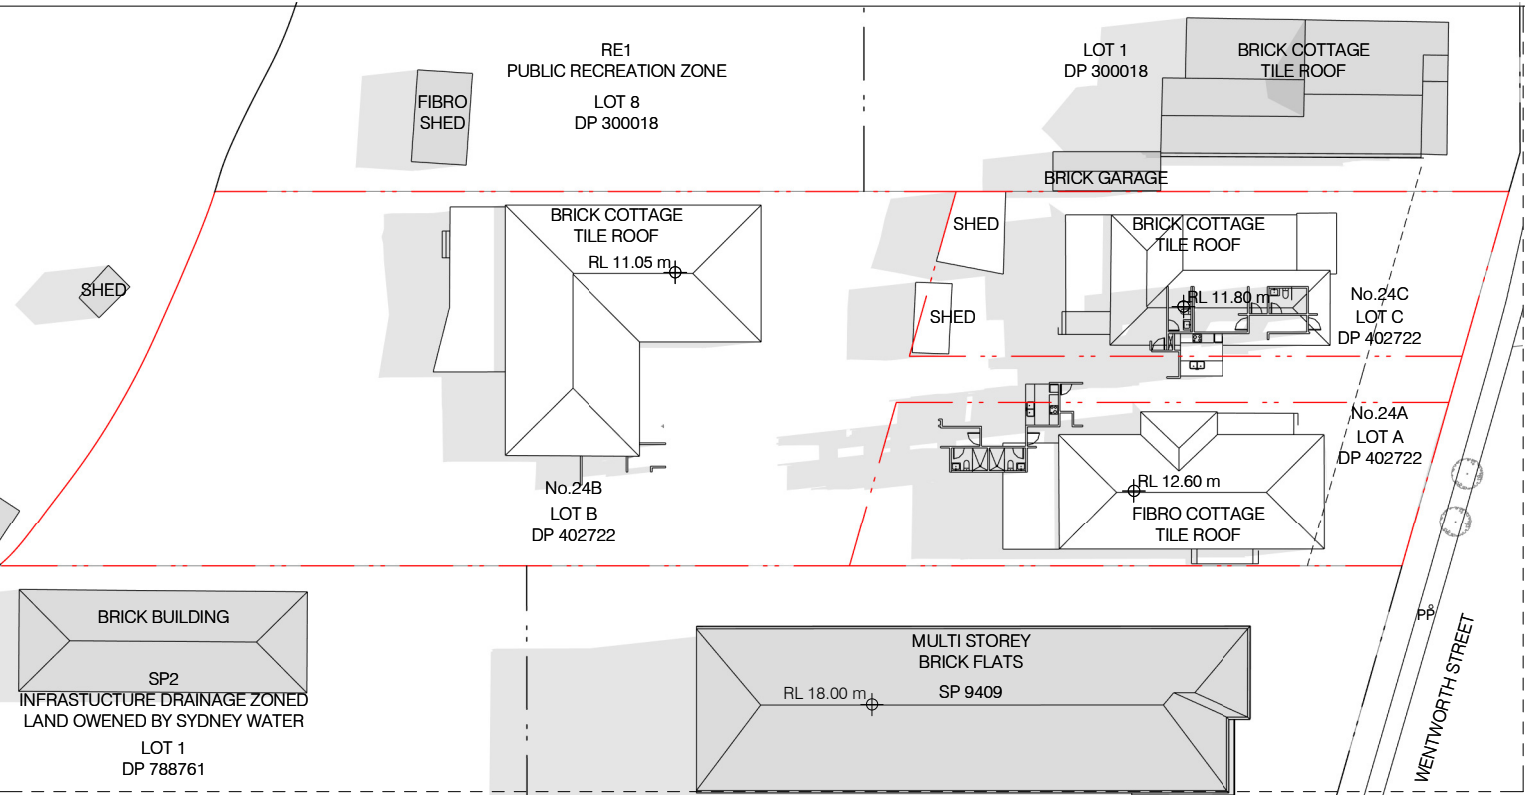 RE1
PUBLIC RECREATION ZONE
LOT 8
DP 300018
FIBRO
SHED
LOT 1
DP 300018
BRICK COTTAGE
TILE ROOF
BRICK GARAGE
BRICK COTTAGE
TILE ROOF
RL 11.05 m
SHED
SHED
SHED
BRICK COTTAGE
TILE ROOF
RL 11.80 m
No.24C
LOT C
DP 402722
No.24A
LOT A
DP 402722
RL 12.60 m
FIBRO COTTAGE
TILE ROOF
No.24B
LOT B
DP 402722
BRICK BUILDING
SP2
INFRASTUCTURE DRAINAGE ZONED
LAND OWENED BY SYDNEY WATER
LOT 1
DP 788761
MULTI STOREY
BRICK FLATS
RL 18.00 m
SP 9409
PP
WENTWORTH STREET